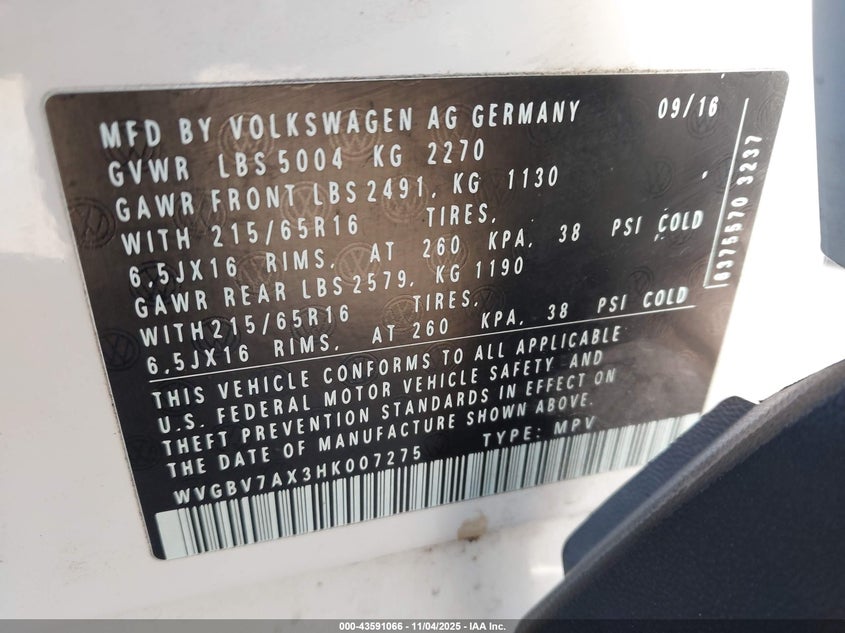 MFD BY VOLKSWAGEN AG GERMANY 09/16
GVWR LBS 5004 KG 2270
GAWR FRONT LBS 2491, KG 1130
WITH 215/65R16 TIRES,
6,5JX16 RIMS, AT 260 KPA, 38 PSI COLD
GAWR REAR LBS 2579, KG 1190
WITH 215/65R16 TIRES,
6,5JX16 RIMS, AT 260 KPA, 38 PSI COLD
THIS VEHICLE CONFORMS TO ALL APPLICABLE
U.S. FEDERAL MOTOR VEHICLE SAFETY AND
THEFT PREVENTION STANDARDS IN EFFECT ON
THE DATE OF MANUFACTURE SHOWN ABOVE.
WVGBV7AX3HK007275 TYPE: MPV
6375570 3237
000-43591066 - 11/04/2025 - IAA Inc.